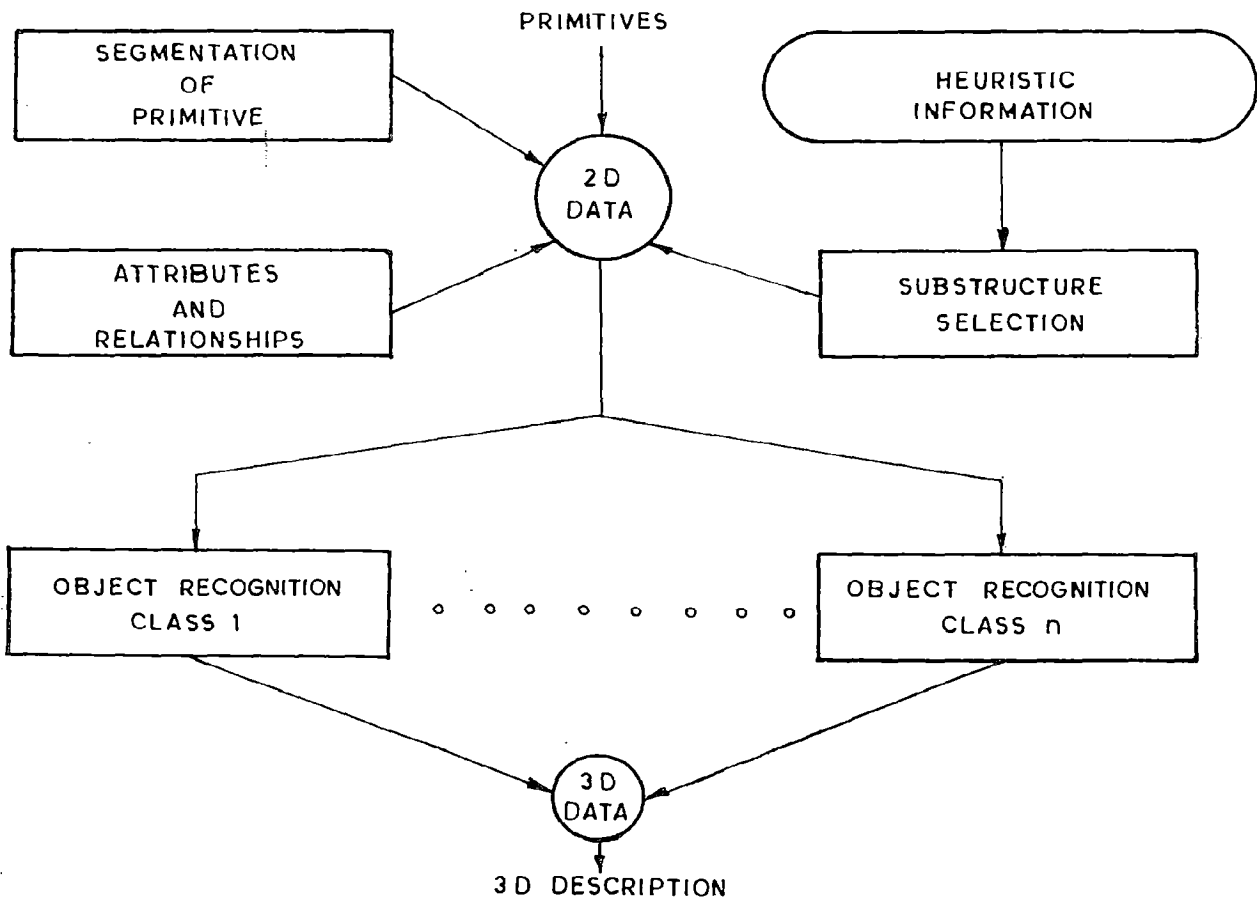 PRIMITIVES
SEGMENTATION
OF
PRIMITIVE
HEURISTIC
INFORMATION
2D
DATA
ATTRIBUTES
AND
RELATIONSHIPS
SUBSTRUCTURE
SELECTION
OBJECT RECOGNITION
CLASS 1
OBJECT RECOGNITION
CLASS n
3D
DATA
3D DESCRIPTION